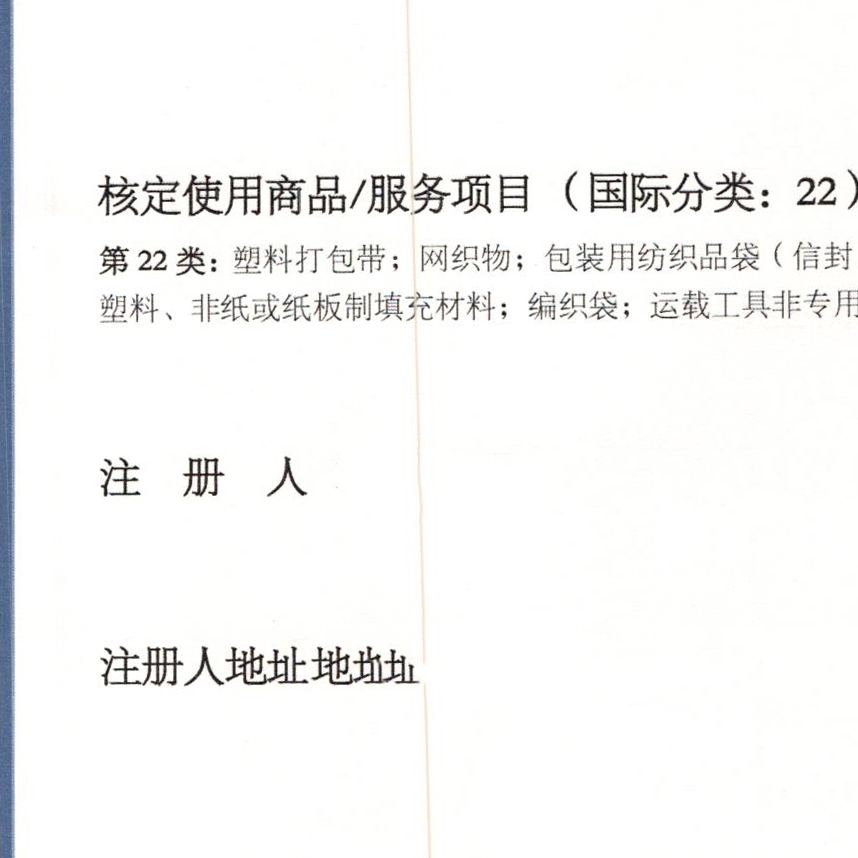 核定使用商品/服务项目（国际分类：22）
第 22 类：塑料打包带；网织物；包装用纺织品袋（信封
塑料、非纸或纸板制填充材料；编织袋；运载工具非专用
注 册 人
注册人地址地